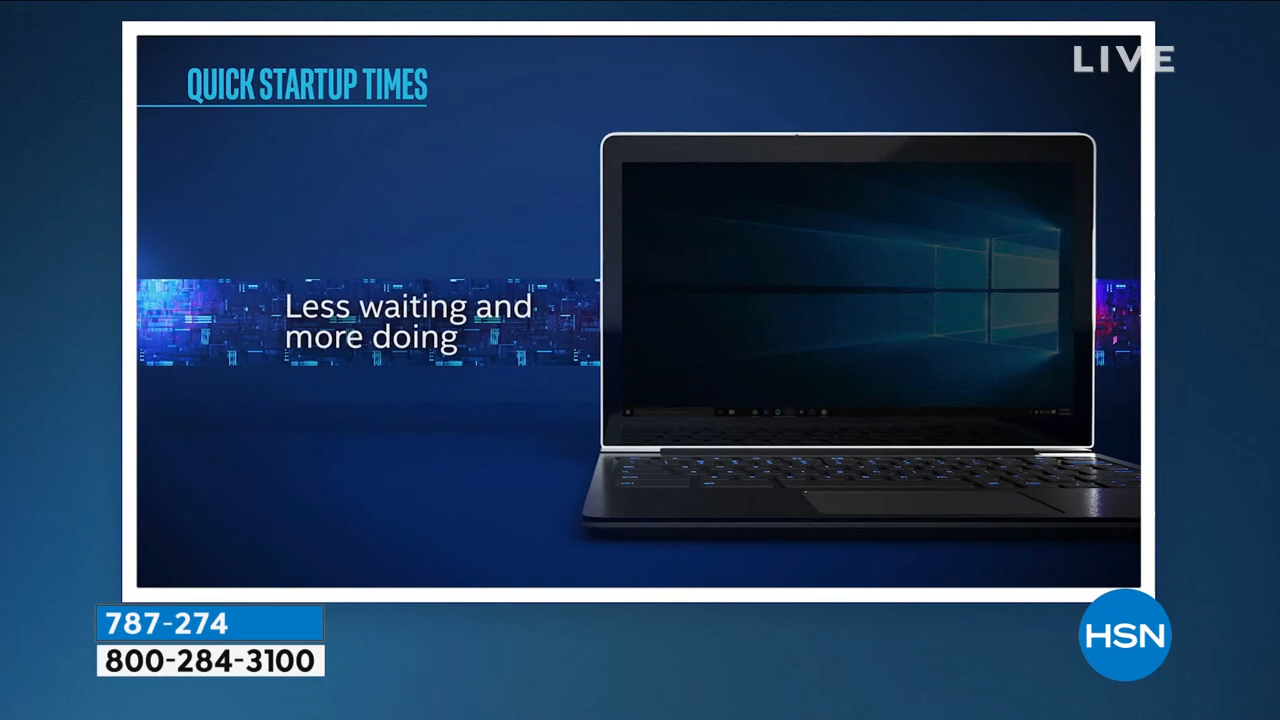 QUICK STARTUP TIMES
LIVE
Less waiting and
more doing
787-274
800-284-3100
HSN